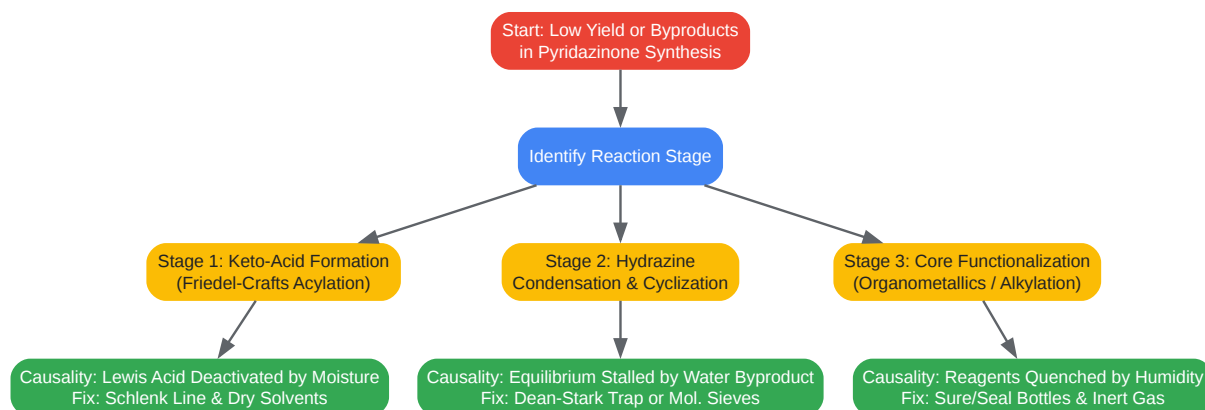 Start: Low Yield or Byproducts
in Pyridazinone Synthesis
Identify Reaction Stage
Stage 1: Keto-Acid Formation
(Friedel-Crafts Acylation)
Stage 2: Hydrazine
Condensation & Cyclization
Stage 3: Core Functionalization
(Organometallics / Alkylation)
Causality: Lewis Acid Deactivated by Moisture
Fix: Schlenk Line & Dry Solvents
Causality: Equilibrium Stalled by Water Byproduct
Fix: Dean-Stark Trap or Mol. Sieves
Causality: Reagents Quenched by Humidity
Fix: Sure/Seal Bottles & Inert Gas